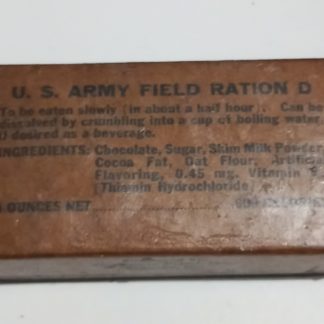 U. S. ARMY FIELD RATION D
To be eaten slowly (in about a half hour). Can be
dissolved by crumbling into a cup of boiling water
if desired as a beverage.
INGREDIENTS: Chocolate, Sugar, Skim Milk Powder,
Cocoa Fat, Oat Flour, Artificial
Flavoring, 0.45 mg. Vitamin
(Thiamin Hydrochloride)
OUNCES NET